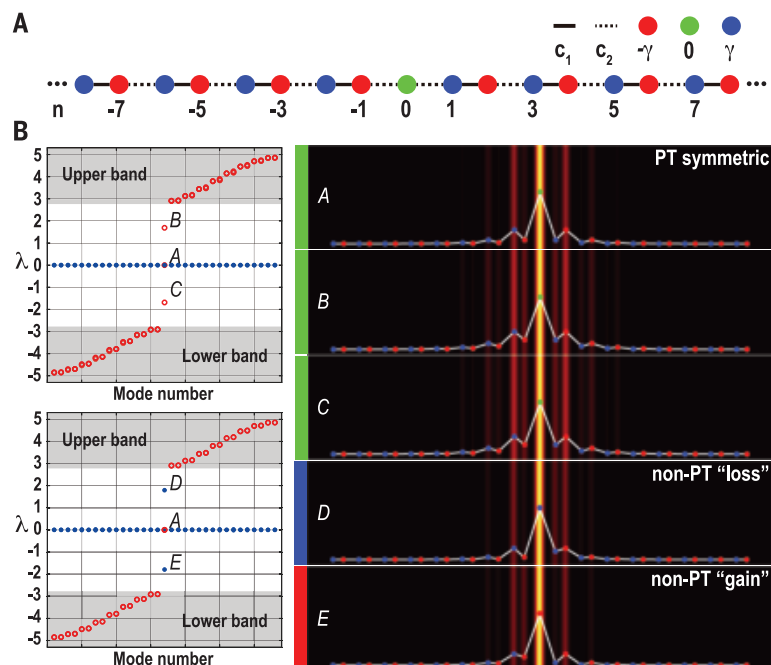 A
c₁ c₂ -γ 0 γ
n -7 -5 -3 -1 0 1 3 5 7
B
5
4
3
2
1
λ 0
-1
-2
-3
-4
-5
Upper band
B
A
C
Lower band
Mode number
5
4
3
2
1
λ 0
-1
-2
-3
-4
-5
Upper band
D
A
E
Lower band
Mode number
PT symmetric
A
B
C
non-PT “loss”
D
non-PT “gain”
E